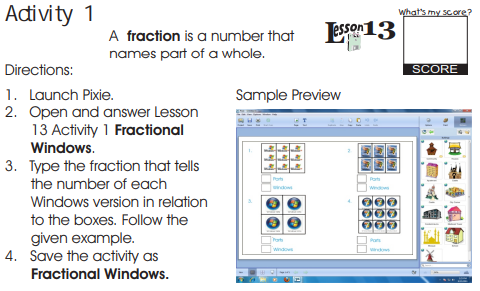 Activity 1
What's my score?
Lesson 13
SCORE
A fraction is a number that
names part of a whole.
Directions:
1. Launch Pixie.
2. Open and answer Lesson
13 Activity 1 Fractional
Windows.
3. Type the fraction that tells
the number of each
Windows version in relation
to the boxes. Follow the
given example.
4. Save the activity as
Fractional Windows.
Sample Preview
1.
Parts
Windows
2.
Parts
Windows
3.
Parts
Windows
4.
Parts
Windows